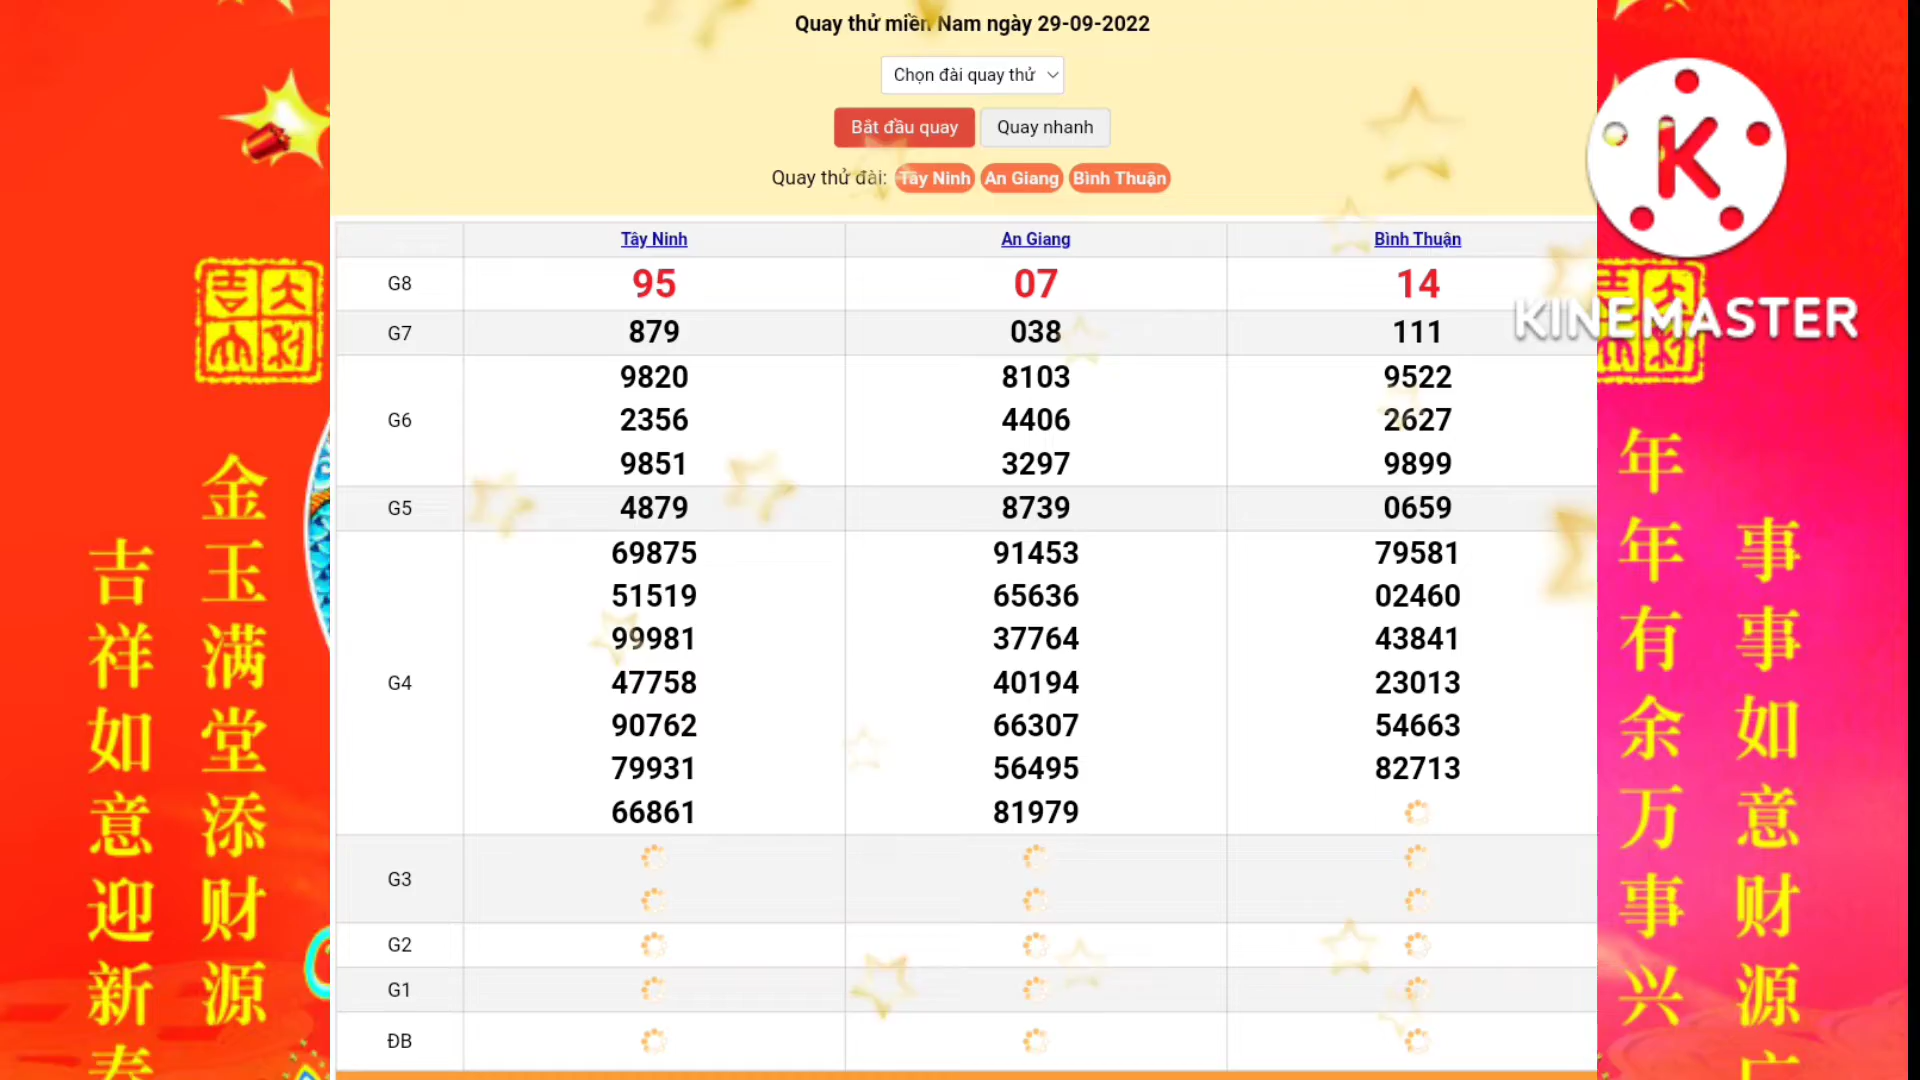 Quay thử miền Nam ngày 29-09-2022
Chọn đài quay thử
Bắt đầu quay Quay nhanh
Quay thử đài: Tây Ninh An Giang Bình Thuận
Tây Ninh An Giang Bình Thuận
G8 95 07 14
G7 879 038 111
G6
9820 8103 9522
2356 4406 2627
9851 3297 9899
G5 4879 8739 0659
G4
69875 91453 79581
51519 65636 02460
99981 37764 43841
47758 40194 23013
90762 66307 54663
79931 56495 82713
66861 81979
G3
G2
G1
ĐB
K
KINEMASTER
金玉满堂添财源
吉祥如意迎新春
事事如意财源广
年年有余万事兴